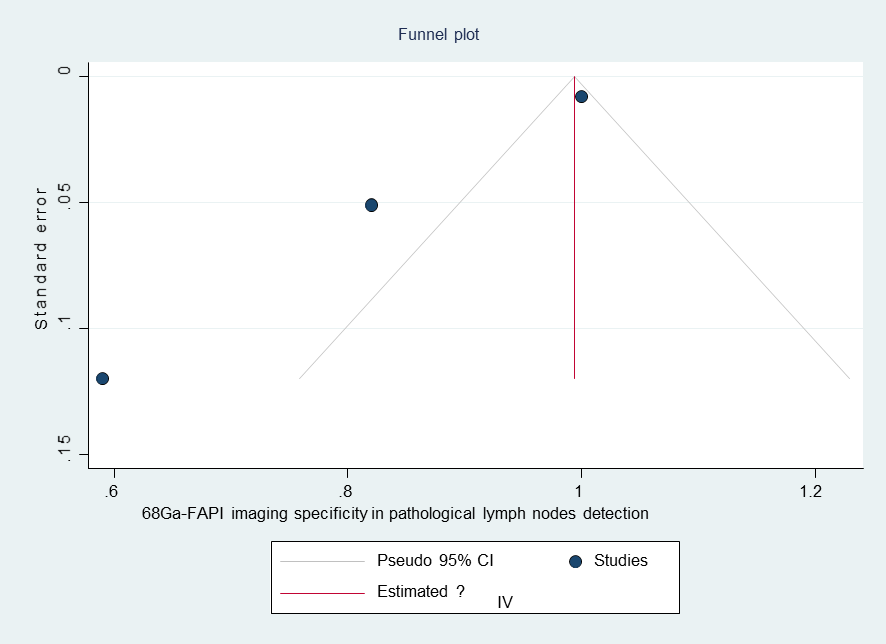 Funnel plot
0
.05
.1
.15
Standard error
.6 .8 1 1.2
68Ga-FAPI imaging specificity in pathological lymph nodes detection
Pseudo 95% CI Studies
Estimated ?
IV